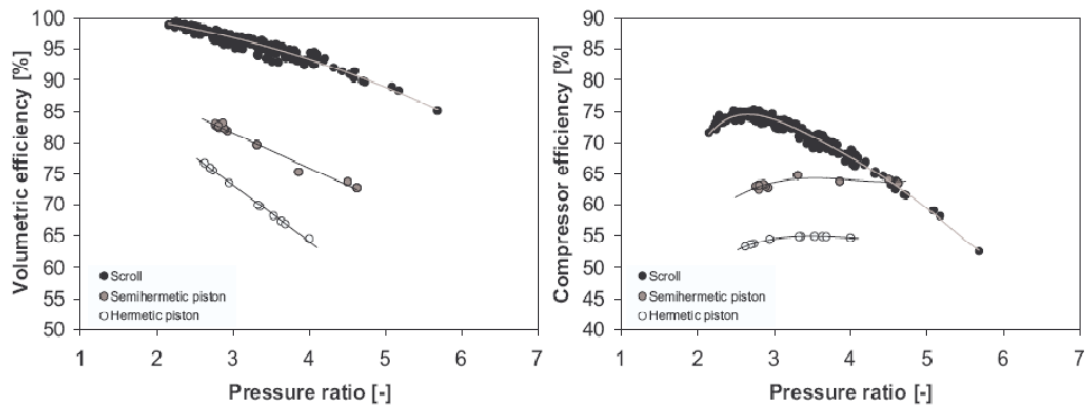 Volumetric efficiency [%]
100
95
90
85
80
75
70
65
60
55
50
Scroll
Semihermetic piston
Hermetic piston
1 2 3 4 5 6 7
Pressure ratio [-]
Compressor efficiency [%]
90
85
80
75
70
65
60
55
50
45
40
Scroll
Semihermetic piston
Hermetic piston
1 2 3 4 5 6 7
Pressure ratio [-]